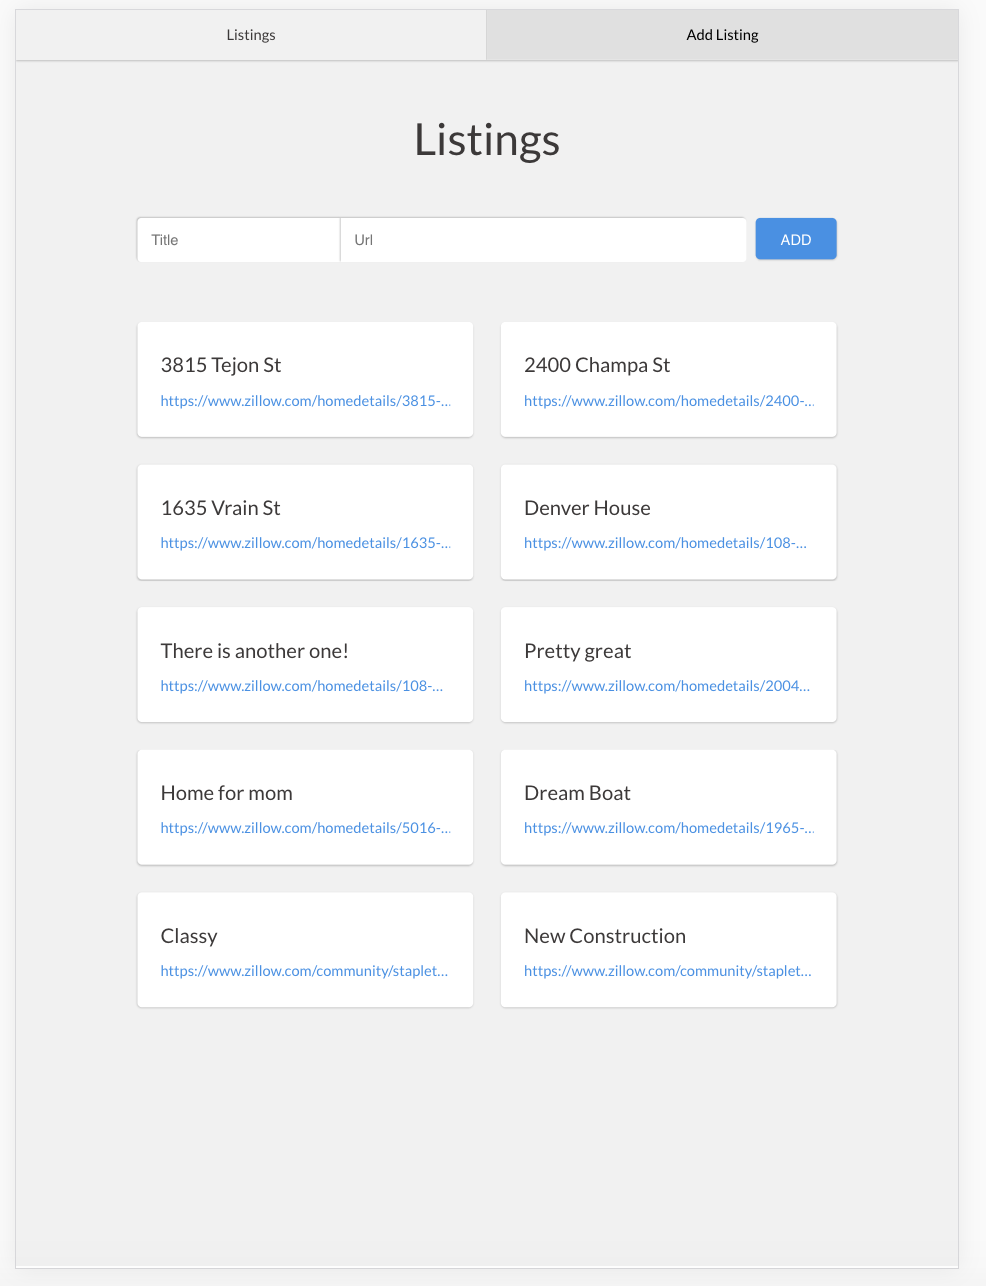 Listings
Add Listing
Listings
Title
Url
ADD
3815 Tejon St
https://www.zillow.com/homedetails/3815-...
2400 Champa St
https://www.zillow.com/homedetails/2400-...
1635 Vrain St
https://www.zillow.com/homedetails/1635-...
Denver House
https://www.zillow.com/homedetails/108-...
There is another one!
https://www.zillow.com/homedetails/108-...
Pretty great
https://www.zillow.com/homedetails/2004...
Home for mom
https://www.zillow.com/homedetails/5016-...
Dream Boat
https://www.zillow.com/homedetails/1965-...
Classy
https://www.zillow.com/community/staplet...
New Construction
https://www.zillow.com/community/staplet...